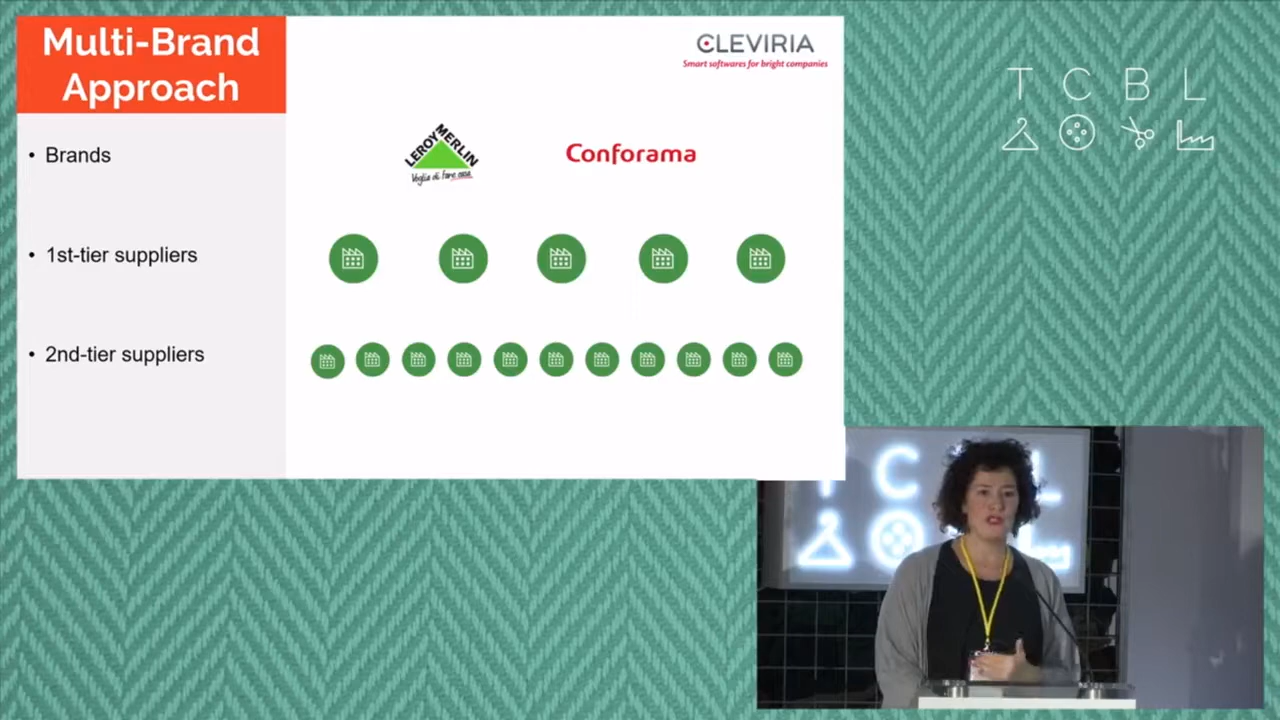 Multi-Brand
Approach
CLEVIRIA
Smart softwares for bright companies
T C B L
• Brands
LEROY MERLIN
Voglia di fare casa
Conforama
• 1st-tier suppliers
• 2nd-tier suppliers
T C L